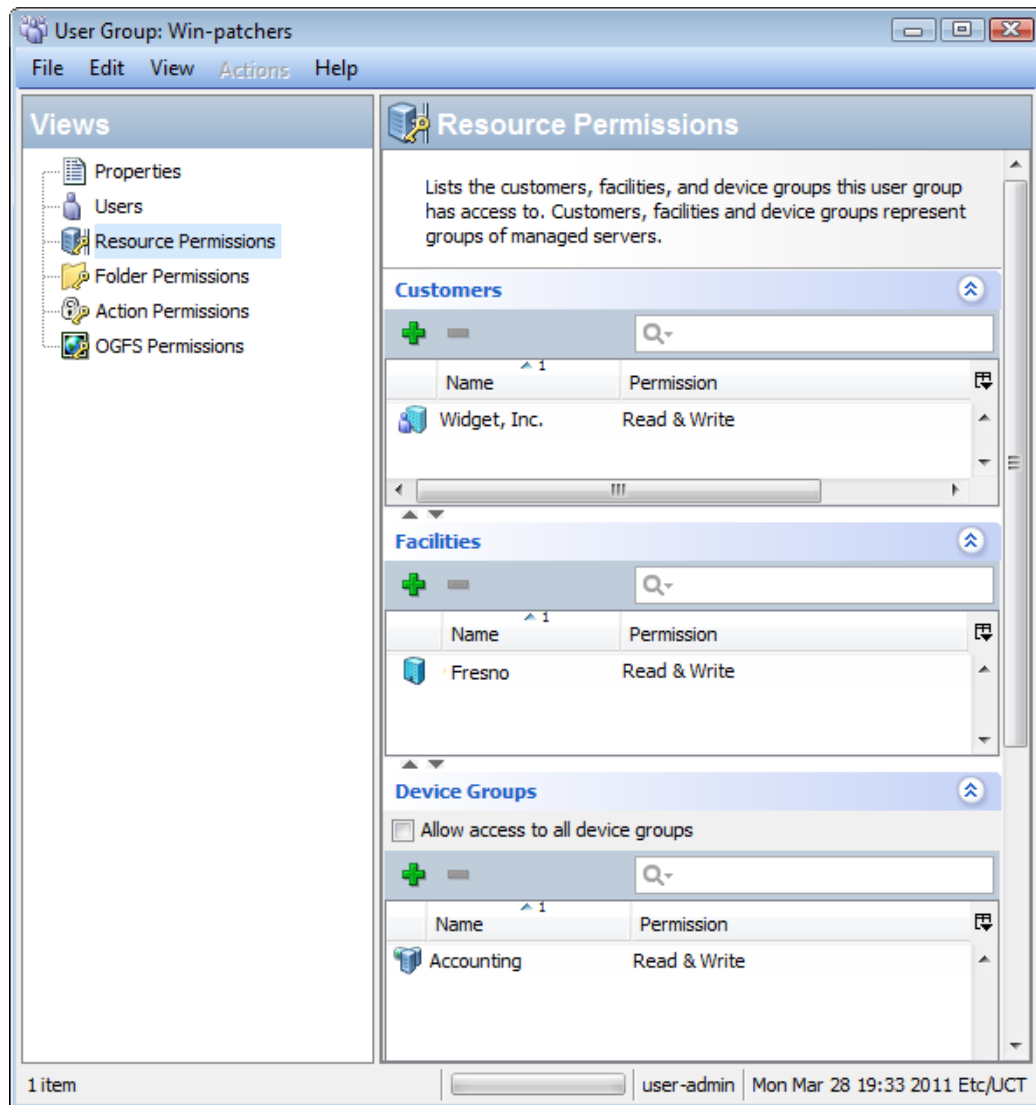 User Group: Win-patchers
File Edit View Actions Help
Views
Properties
Users
Resource Permissions
Folder Permissions
Action Permissions
OGFS Permissions
Resource Permissions
Lists the customers, facilities, and device groups this user group
has access to. Customers, facilities and device groups represent
groups of managed servers.
Customers
Name 1 Permission
Widget, Inc. Read & Write
Facilities
Name 1 Permission
Fresno Read & Write
Device Groups
Allow access to all device groups
Name 1 Permission
Accounting Read & Write
1 item user-admin Mon Mar 28 19:33 2011 Etc/UCT